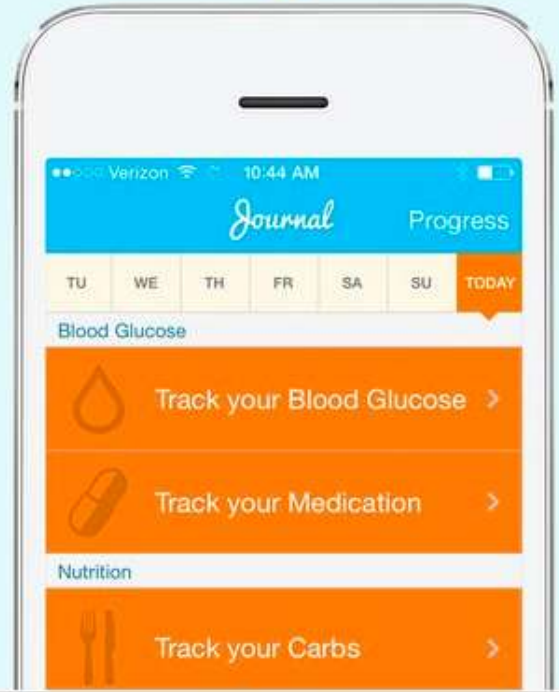 Verizon 10:44 AM
Journal Progress
TU WE TH FR SA SU TODAY
Blood Glucose
Track your Blood Glucose
Track your Medication
Nutrition
Track your Carbs